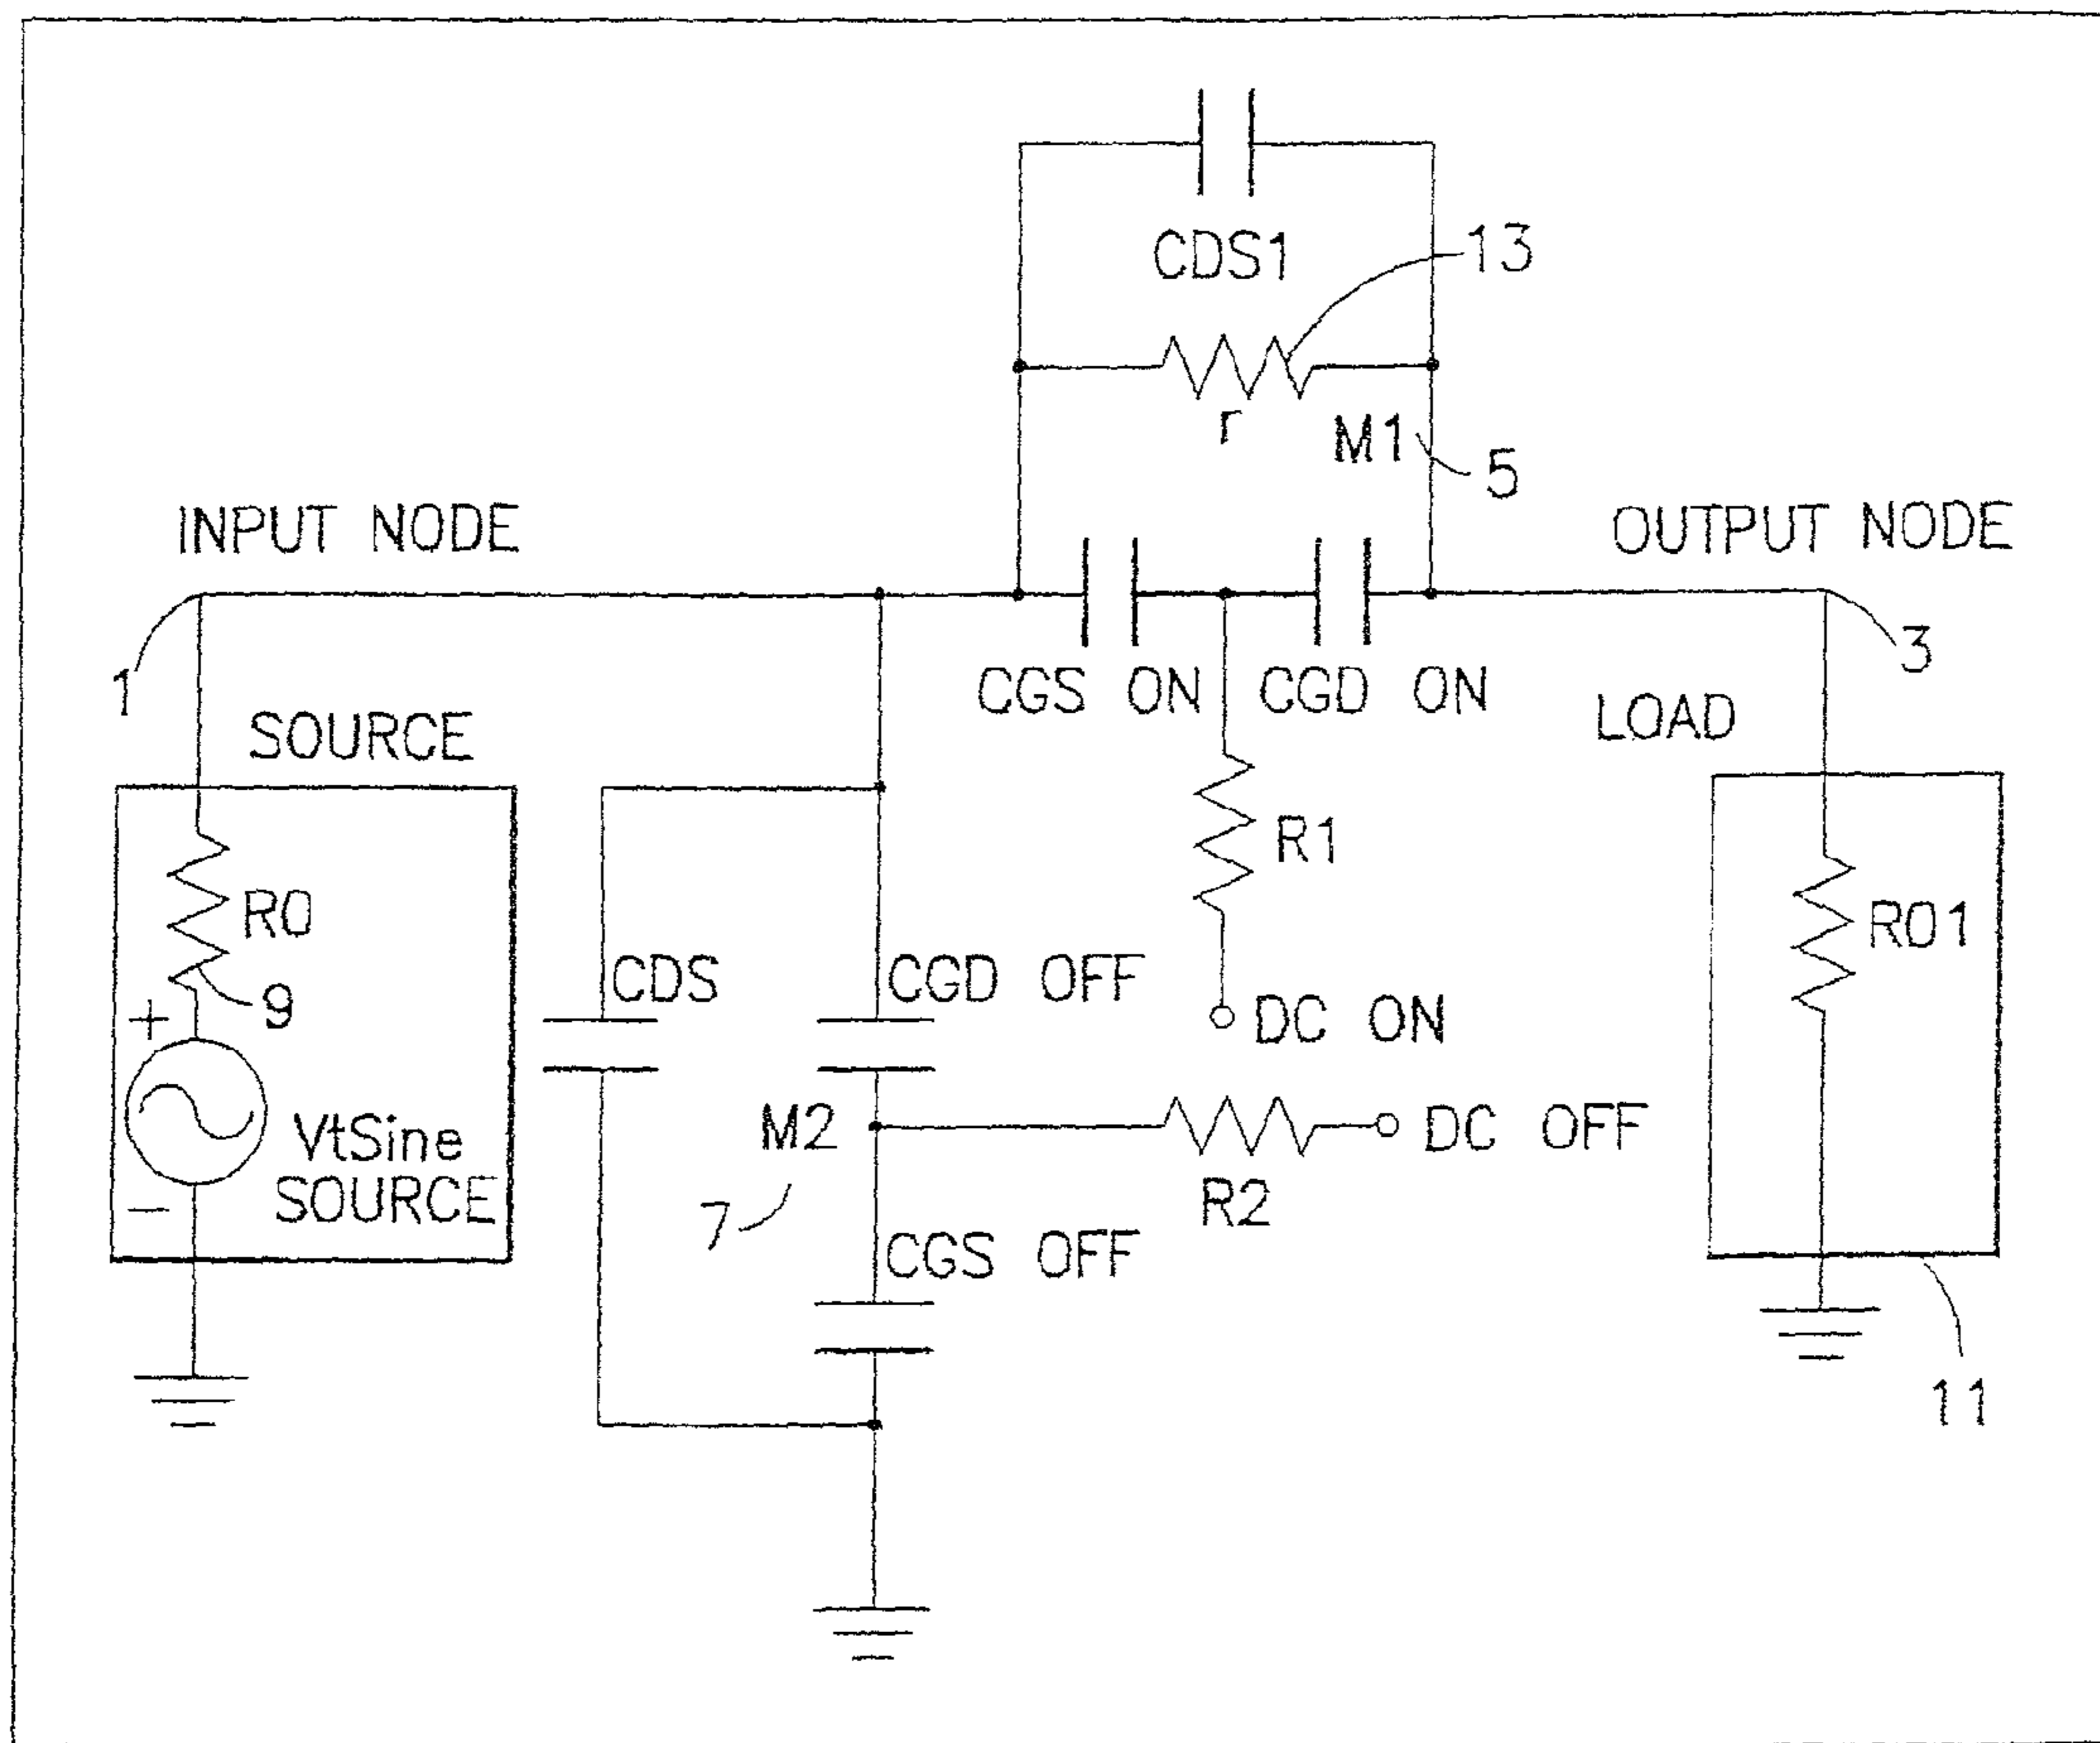 CDS1
13
r
M1
5
INPUT NODE
OUTPUT NODE
1
3
CGS ON
CGD ON
SOURCE
LOAD
R1
R0
R01
9
CDS
CGD OFF
+
DC ON
M2
DC OFF
VtSine
SOURCE
R2
–
7
CGS OFF
11